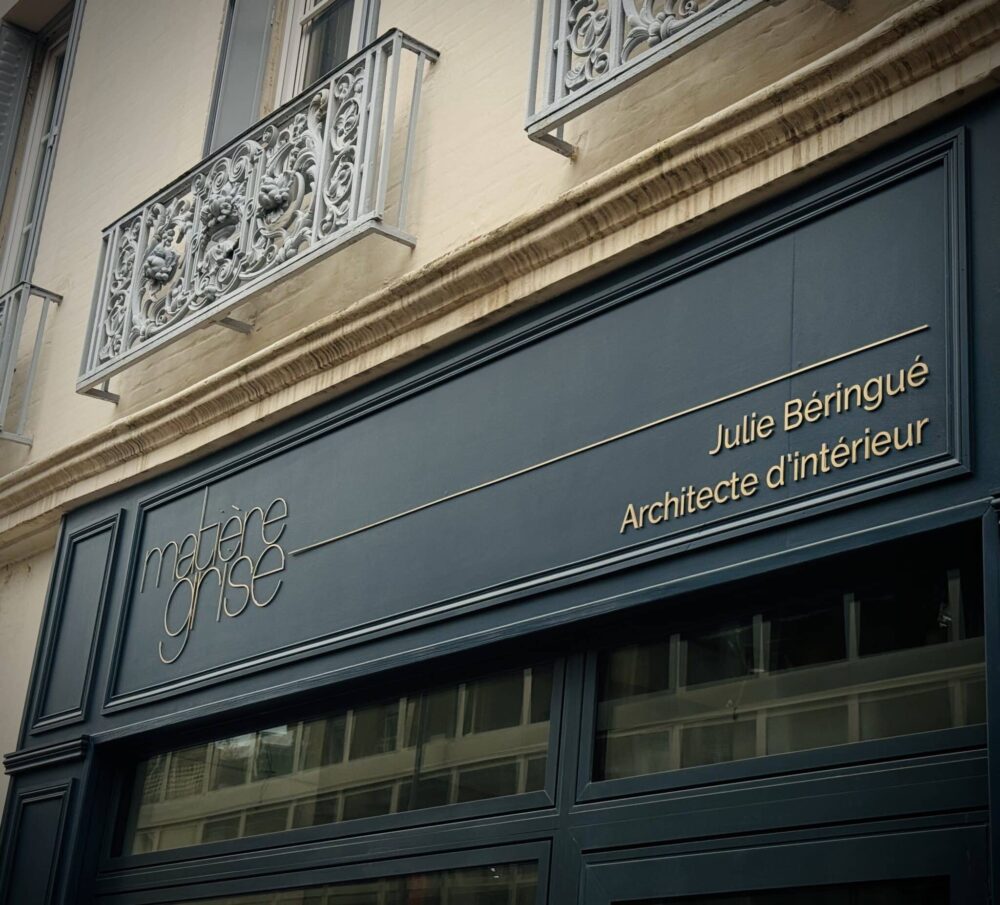 matière
grise
Julie Béringué
Architecte d'intérieur